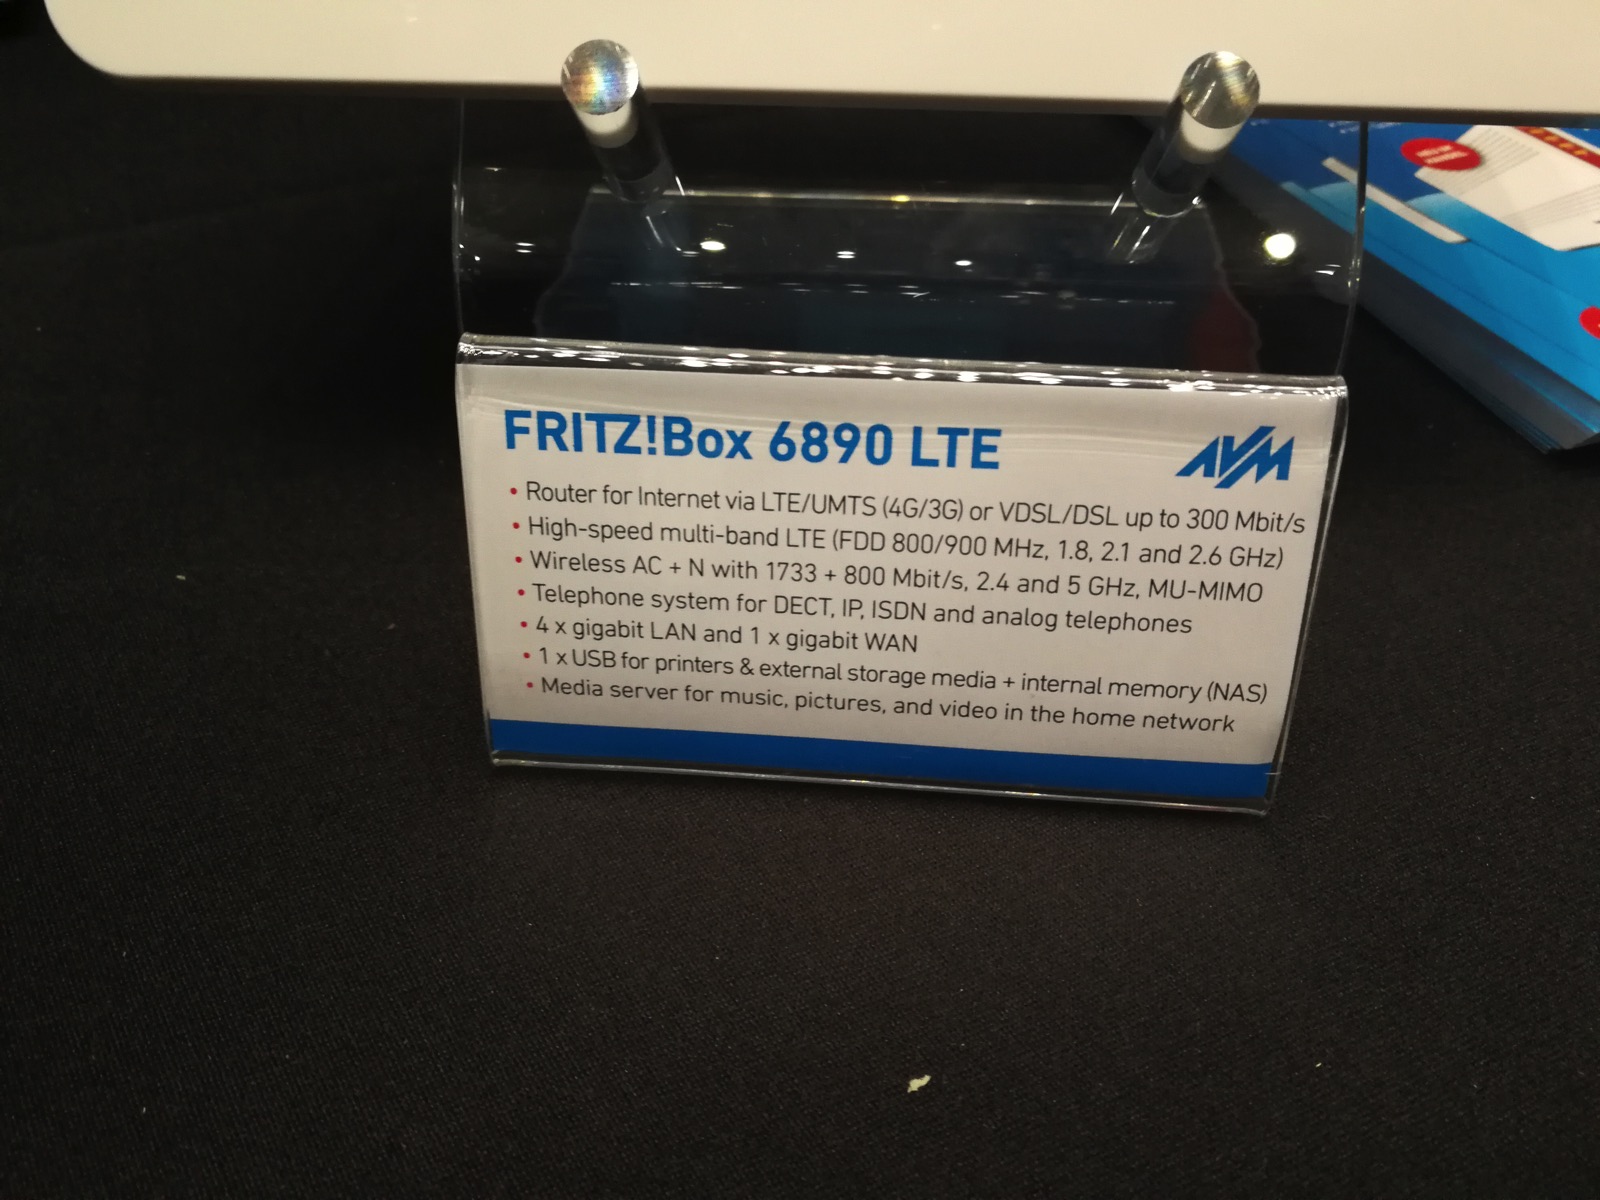 FRITZ!Box 6890 LTE
AVM
• Router for Internet via LTE/UMTS (4G/3G) or VDSL/DSL up to 300 Mbit/s
• High-speed multi-band LTE (FDD 800/900 MHz, 1.8, 2.1 and 2.6 GHz)
• Wireless AC + N with 1733 + 800 Mbit/s, 2.4 and 5 GHz, MU-MIMO
• Telephone system for DECT, IP, ISDN and analog telephones
• 4 x gigabit LAN and 1 x gigabit WAN
• 1 x USB for printers & external storage media + internal memory (NAS)
• Media server for music, pictures, and video in the home network